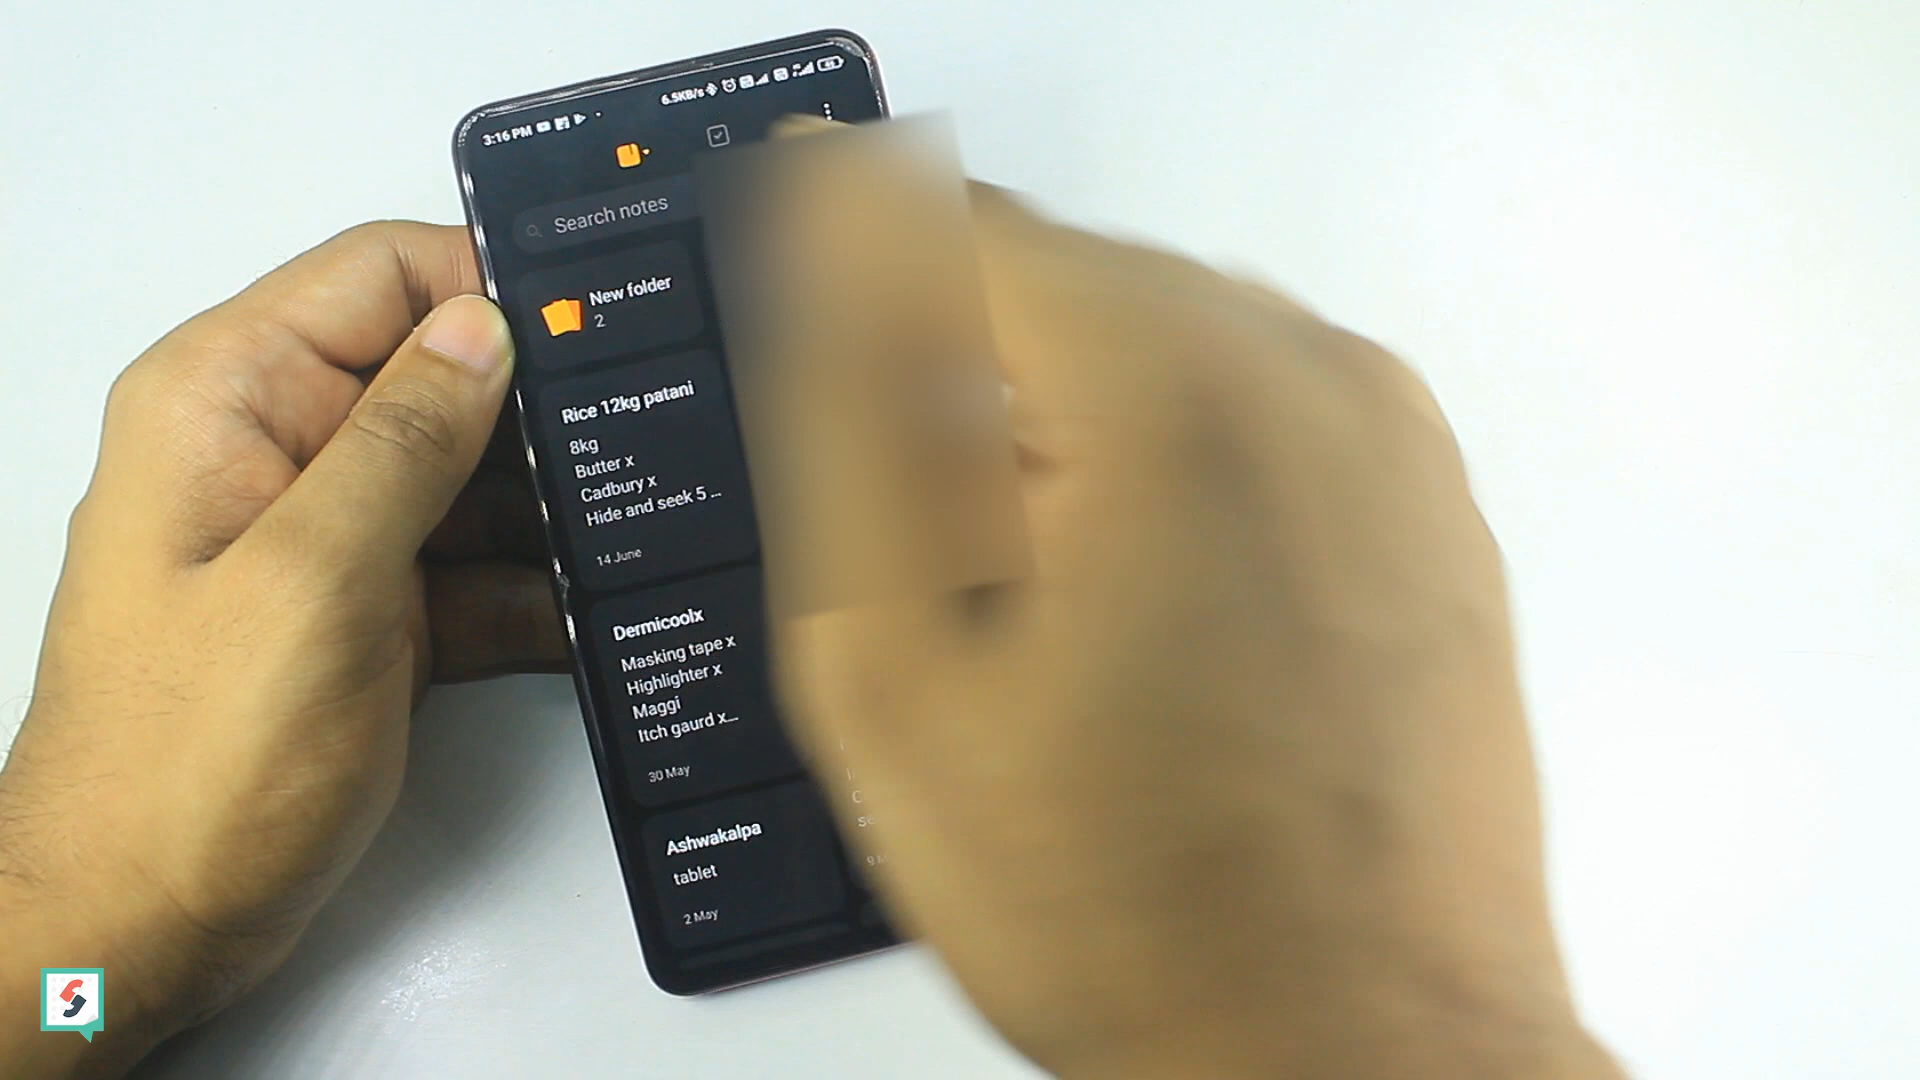 3:16 PM
6.5KB/s
Search notes
New folder
2
Rice 12kg patani
8kg
Butter x
Cadbury x
Hide and seek 5 ...
14 June
Dermicoolx
Masking tape x
Highlighter x
Maggi
Itch gaurd x...
30 May
Ashwakalpa
tablet
2 May